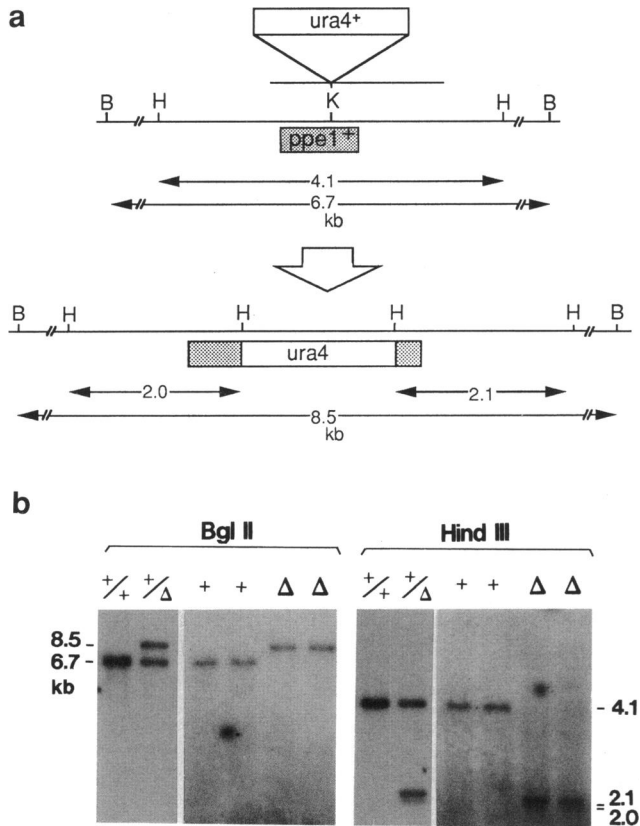 a
ura4+
B H K H B
ppe1+
4.1
6.7
kb
B H H H H B
ura4
2.0 2.1
8.5
kb
b
Bgl II Hind III
+/+ +/Δ + + Δ Δ +/+ +/Δ + + Δ Δ
8.5
6.7
kb
4.1
2.1
2.0